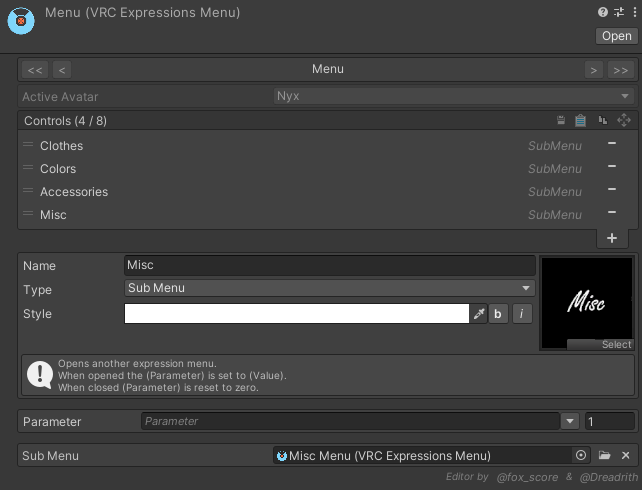 Menu (VRC Expressions Menu)
Open
<< < Menu > >>
Active Avatar Nyx
Controls (4 / 8)
Clothes SubMenu
Colors SubMenu
Accessories SubMenu
Misc SubMenu
+
Name Misc
Type Sub Menu
Style b i
Misc
Select
Opens another expression menu.
When opened the (Parameter) is set to (Value).
When closed (Parameter) is reset to zero.
Parameter Parameter 1
Sub Menu Misc Menu (VRC Expressions Menu)
Editor by @fox_score & @Dreadrith